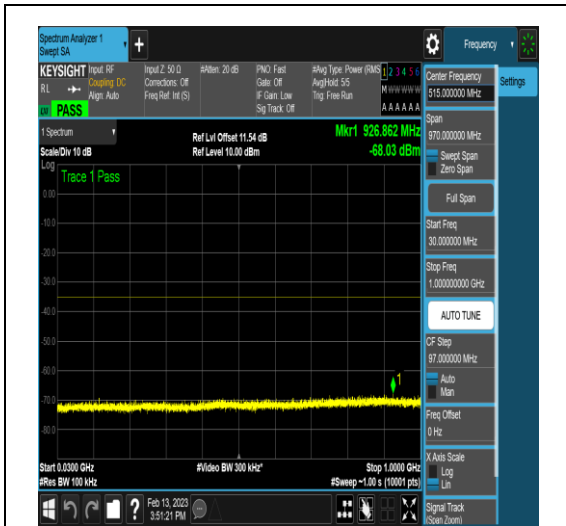 Spectrum Analyzer 1
Swept SA
+
Frequency
KEYSIGHT
RL
PASS
Input: RF
Coupling: DC
Align: Auto
Input Z: 50 Ω
Corrections: Off
Freq Ref: Int (S)
#Atten: 20 dB
PNO: Fast
Gate: Off
IF Gain: Low
Sig Track: Off
#Avg Type: Power (RMS
Avg|Hold: 5/5
Trig: Free Run
1 2 3 4 5 6
M W W W W W
A A A A A A
1 Spectrum
Scale/Div 10 dB
Ref Lvl Offset 11.54 dB
Ref Level 10.00 dBm
Mkr1 926.862 MHz
-68.03 dBm
Log
Trace 1 Pass
0.00
-10.0
-20.0
-30.0
-40.0
-50.0
-60.0
-70.0
-80.0
1
Start 0.0300 GHz
#Res BW 100 kHz
#Video BW 300 kHz*
Stop 1.0000 GHz
#Sweep ~1.00 s (10001 pts)
Center Frequency
515.000000 MHz
Settings
Span
970.000000 MHz
Swept Span
Zero Span
Full Span
Start Freq
30.000000 MHz
Stop Freq
1.000000000 GHz
AUTO TUNE
CF Step
97.000000 MHz
Auto
Man
Freq Offset
0 Hz
X Axis Scale
Log
Lin
Signal Track
(Span Zoom)
?
Feb 13, 2023
3:51:21 PM